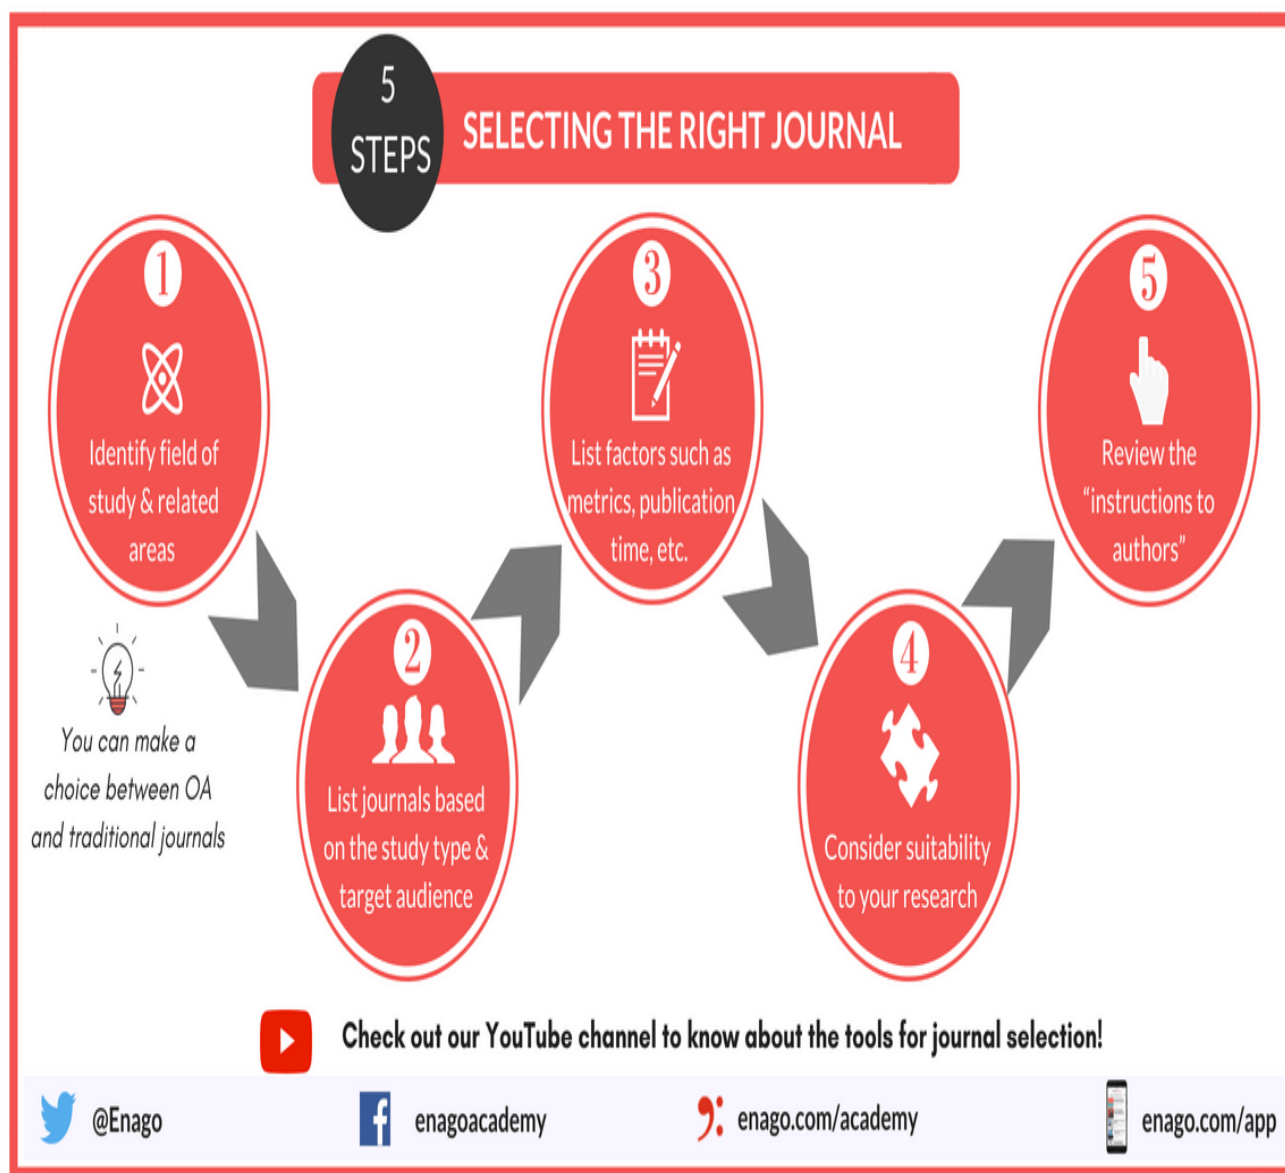 5
STEPS
SELECTING THE RIGHT JOURNAL
1
Identify field of
study & related
areas
You can make a
choice between OA
and traditional journals
2
List journals based
on the study type &
target audience
3
List factors such as
metrics, publication
time, etc.
4
Consider suitability
to your research
5
Review the
“instructions to
authors”
Check out our YouTube channel to know about the tools for journal selection!
@Enago
enagoacademy
enago.com/academy
enago.com/app